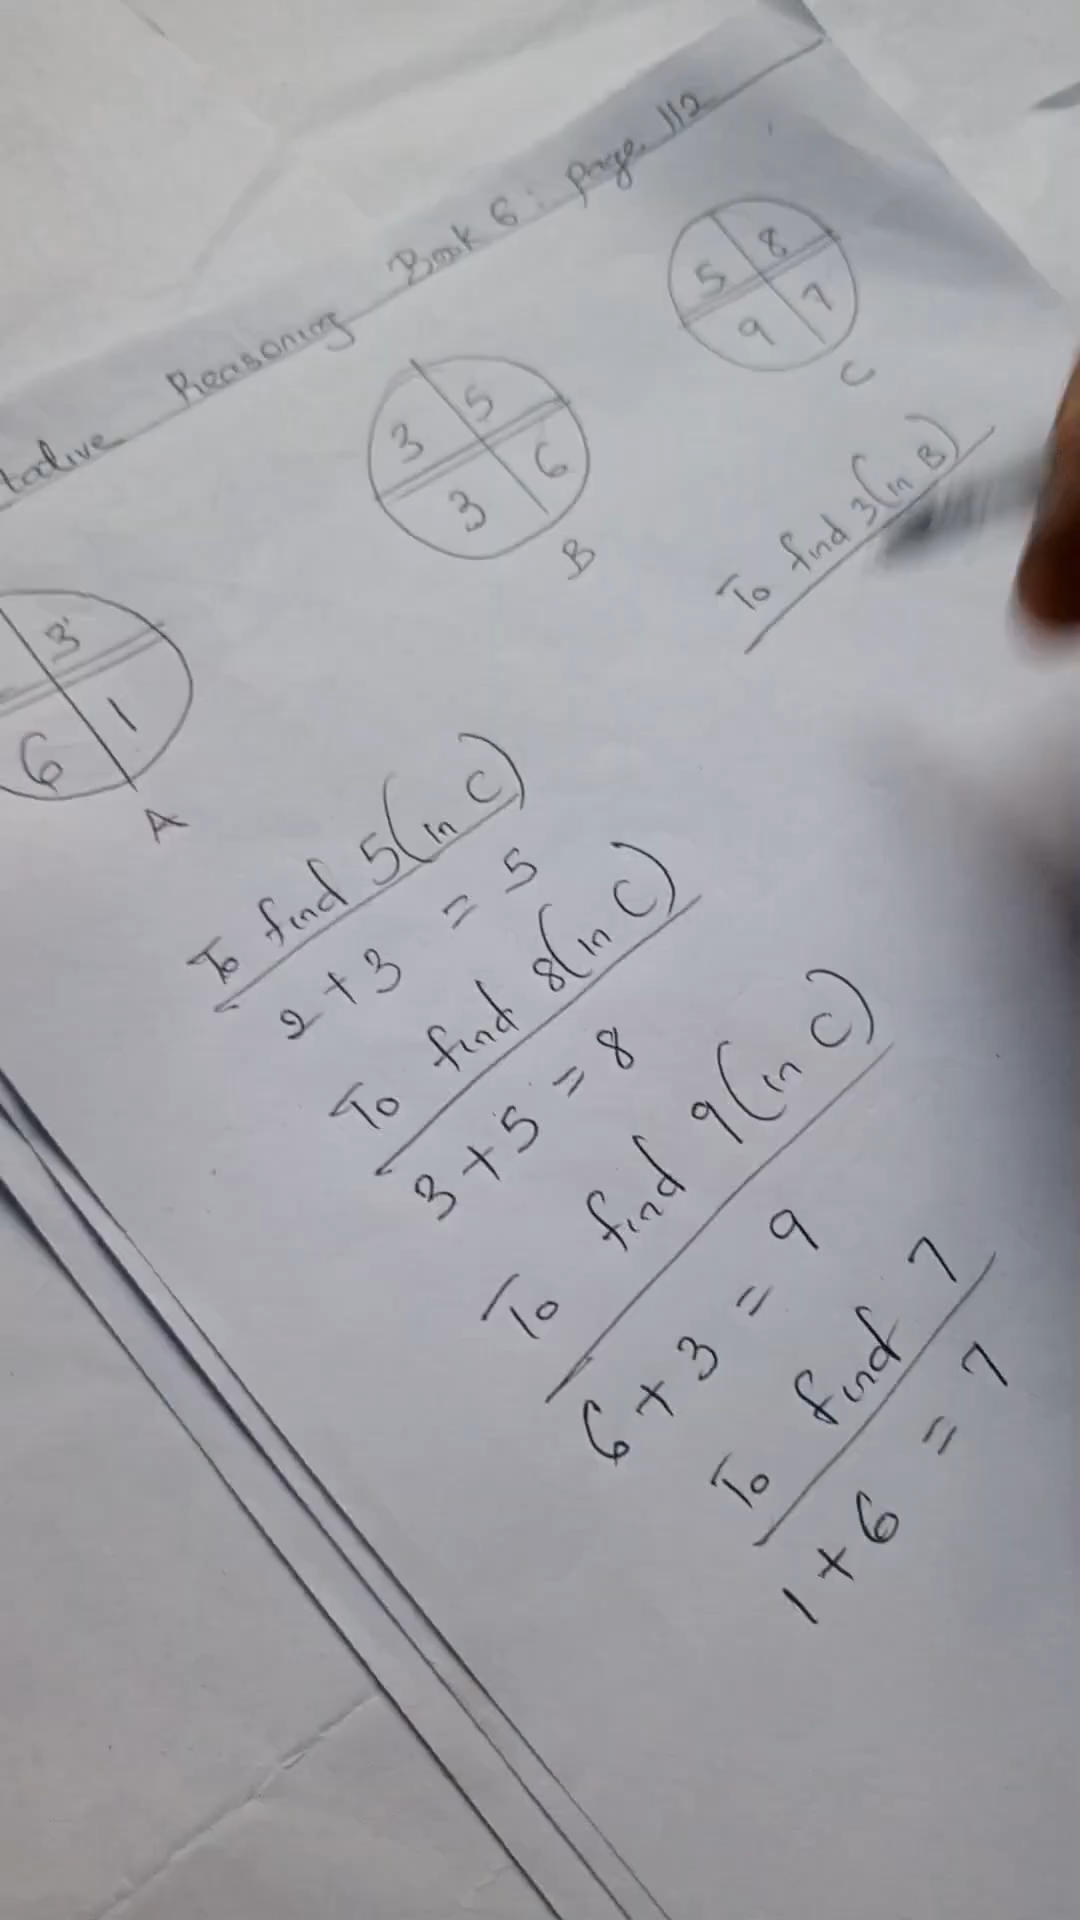 Reasoning Book 6: page 112
3
6 1
A
3 5
3 6
B
5 8
9 7
C
To find 3 (in B)
To find 5 (in C)
2 + 3 = 5
To find 8 (in C)
3 + 5 = 8
To find 9 (in C)
6 + 3 = 9
To find 7
1 + 6 = 7